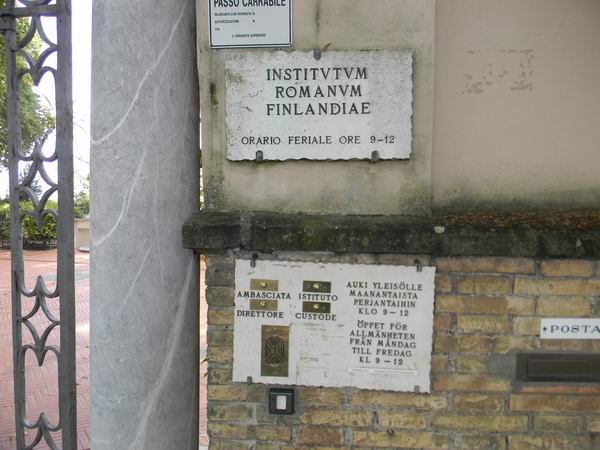 PASSO CARRABILE
INSTITVTVM
ROMANVM
FINLANDIAE
ORARIO FERIALE ORE 9-12
AMBASCIATA
ISTITUTO
DIRETTORE
CUSTODE
AUKI YLEISÖLLE
MAANANTAISTA
PERJANTAIHIN
KLO 9-12
ÖPPET FÖR
ALLMÄNHETEN
FRÅN MÅNDAG
TILL FREDAG
KL 9-12
POSTA